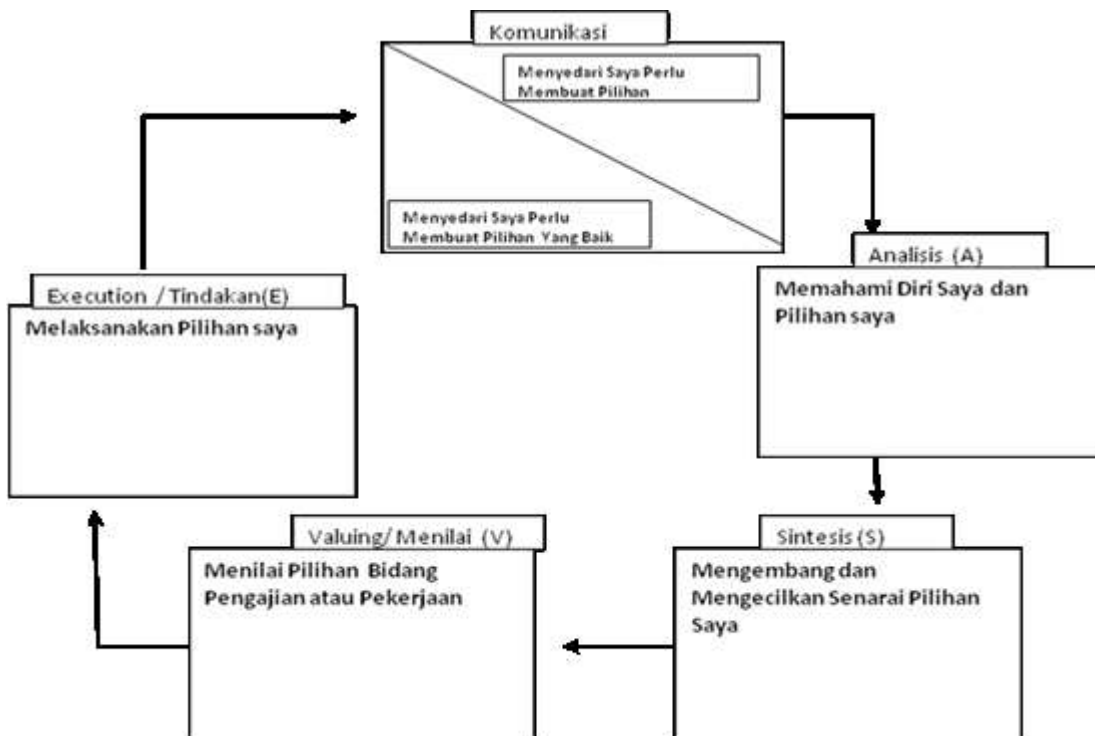 Komunikasi
Menyedari Saya Perlu
Membuat Pilihan
Menyedari Saya Perlu
Membuat Pilihan Yang Baik
Analisis (A)
Memahami Diri Saya dan
Pilihan saya
Sintesis (S)
Mengembang dan
Mengecilkan Senarai Pilihan
Saya
Valuing/ Menilai (V)
Menilai Pilihan Bidang
Pengajian atau Pekerjaan
Execution / Tindakan(E)
Melaksanakan Pilihan saya